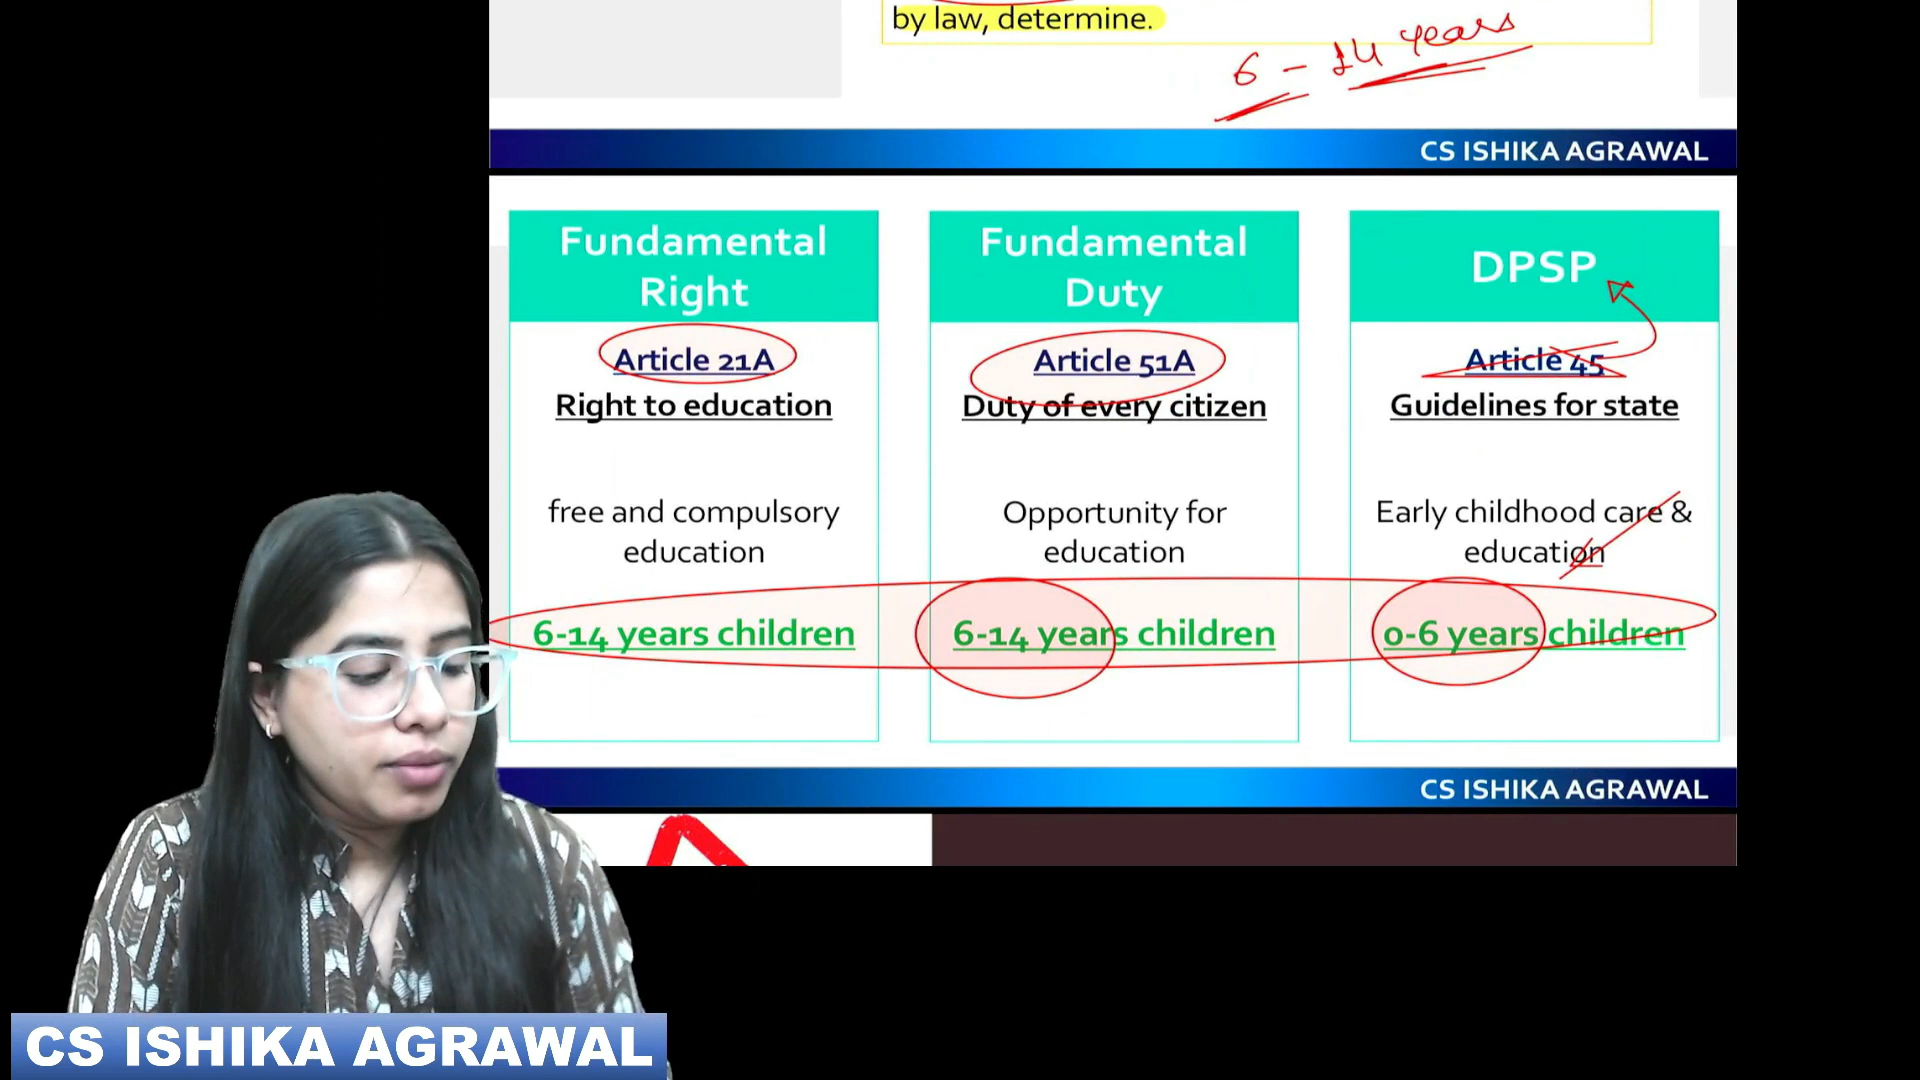 by law, determine.
6 - 14 years
CS ISHIKA AGRAWAL
Fundamental
Right
Article 21A
Right to education
free and compulsory
education
6-14 years children
Fundamental
Duty
Article 51A
Duty of every citizen
Opportunity for
education
6-14 years children
DPSP
Article 45
Guidelines for state
Early childhood care &
education
0-6 years children
CS ISHIKA AGRAWAL
CS ISHIKA AGRAWAL